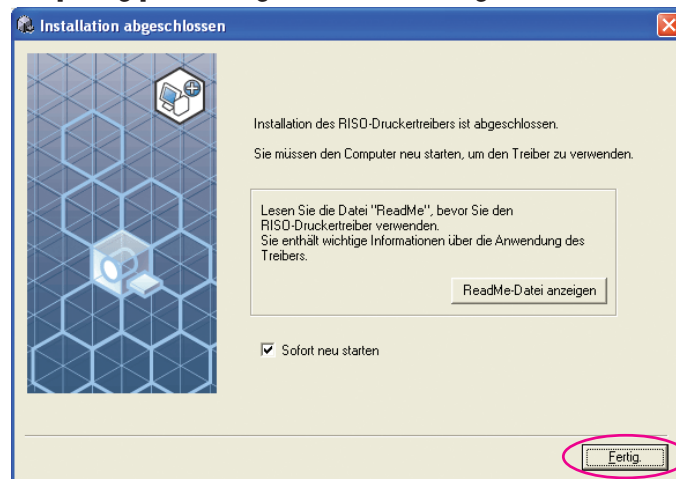 Installation abgeschlossen
Installation des RISO-Druckertreibers ist abgeschlossen.
Sie müssen den Computer neu starten, um den Treiber zu verwenden.
Lesen Sie die Datei "ReadMe", bevor Sie den
RISO-Druckertreiber verwenden.
Sie enthält wichtige Informationen über die Anwendung des
Treibers.
ReadMe-Datei anzeigen
Sofort neu starten
Fertig.